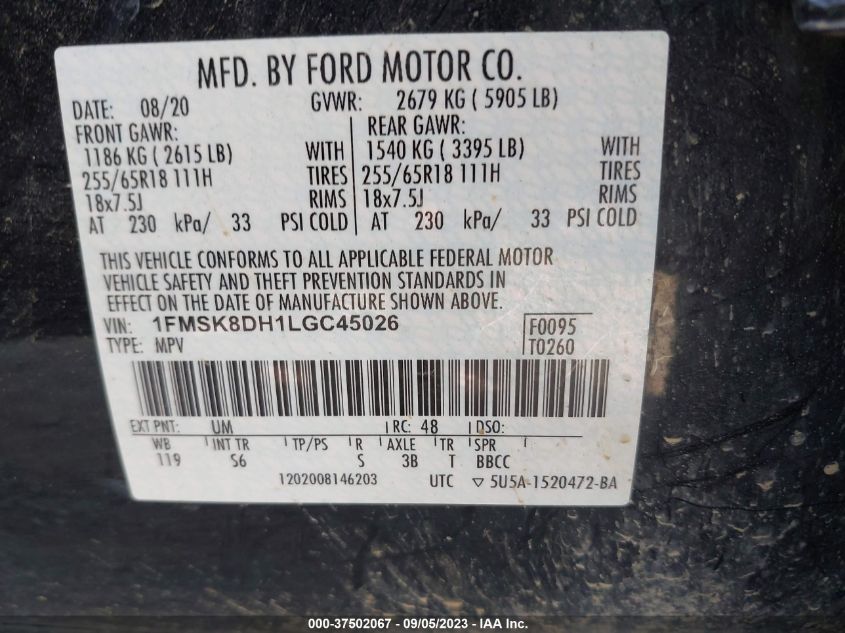 MFD. BY FORD MOTOR CO.
DATE: 08/20 GVWR: 2679 KG ( 5905 LB)
FRONT GAWR: REAR GAWR:
1186 KG ( 2615 LB) WITH 1540 KG ( 3395 LB) WITH
255/65R18 111H TIRES 255/65R18 111H TIRES
18x7.5J RIMS 18x7.5J RIMS
AT 230 kPa/ 33 PSI COLD AT 230 kPa/ 33 PSI COLD
THIS VEHICLE CONFORMS TO ALL APPLICABLE FEDERAL MOTOR
VEHICLE SAFETY AND THEFT PREVENTION STANDARDS IN
EFFECT ON THE DATE OF MANUFACTURE SHOWN ABOVE.
VIN: 1FMSK8DH1LGC45026 F0095
TYPE: MPV T0260
EXT PNT: UM RC: 48 DSO:
WB INT TR TP/PS R AXLE TR SPR
119 S6 S 3B T BBCC
1202008146203 UTC ▽ 5U5A-1520472-BA
000-37502067 - 09/05/2023 - IAA Inc.